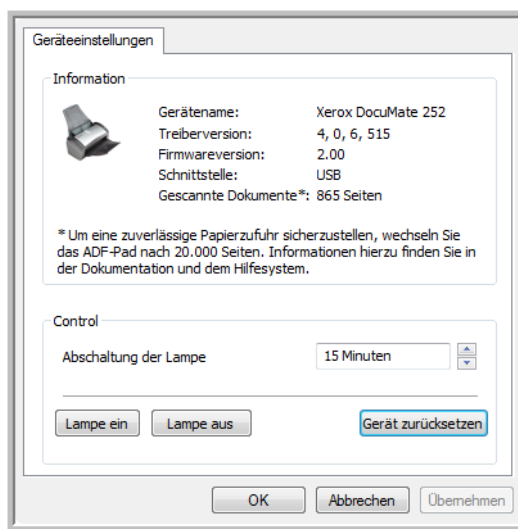 Geräteeinstellungen
Information
Gerätename: Xerox DocuMate 252
Treiberversion: 4, 0, 6, 515
Firmwareversion: 2.00
Schnittstelle: USB
Gescannte Dokumente*: 865 Seiten
* Um eine zuverlässige Papierzufuhr sicherzustellen, wechseln Sie
das ADF-Pad nach 20.000 Seiten. Informationen hierzu finden Sie in
der Dokumentation und dem Hilfesystem.
Control
Abschaltung der Lampe 15 Minuten
Lampe ein Lampe aus Gerät zurücksetzen
OK Abbrechen Übernehmen